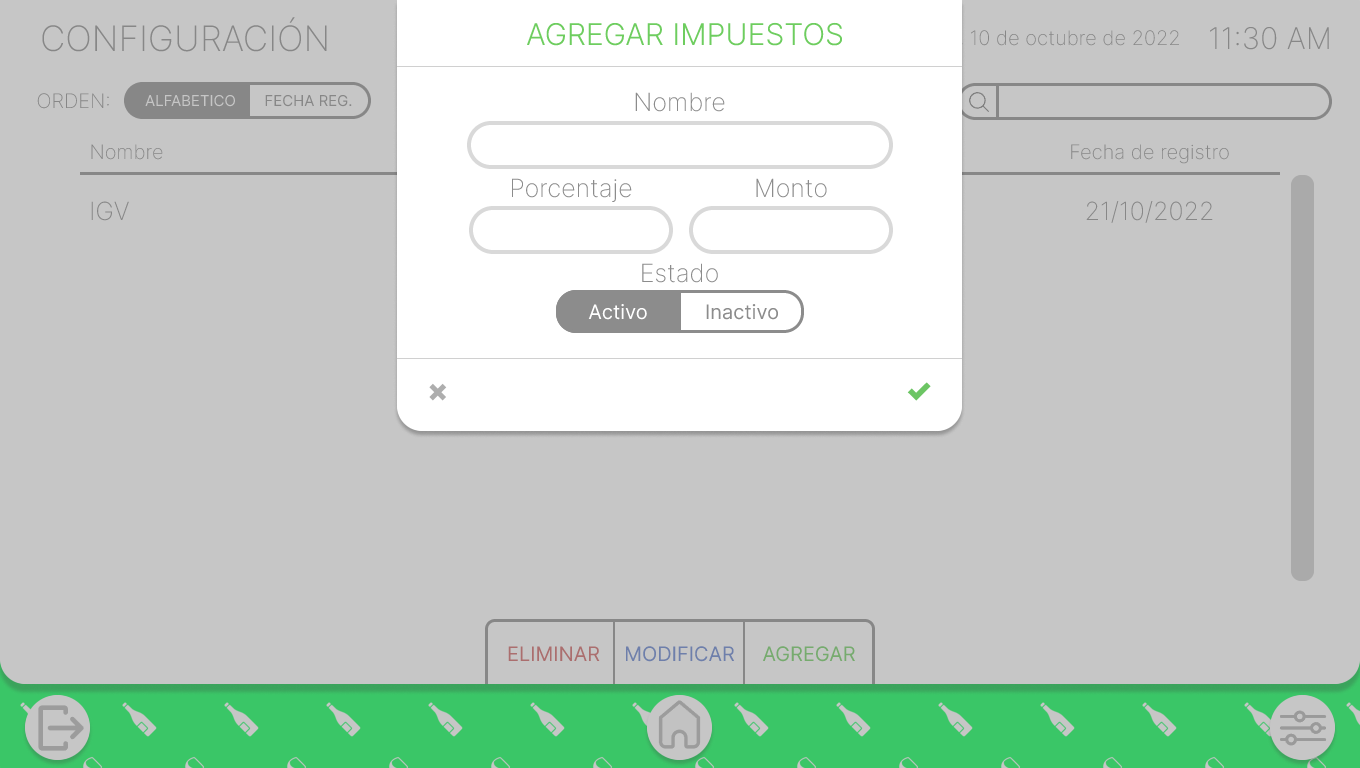 CONFIGURACIÓN
AGREGAR IMPUESTOS
10 de octubre de 2022
11:30 AM
ORDEN:
ALFABETICO
FECHA REG.
Nombre
Nombre
Fecha de registro
Porcentaje
Monto
IGV
21/10/2022
Estado
Activo
Inactivo
ELIMINAR
MODIFICAR
AGREGAR